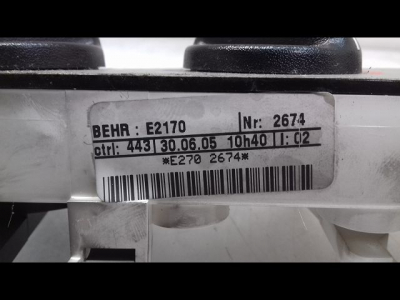 BEHR : E2170 Nr: 2674
ctrl: 443 30.06.05 10h40 I: 02
*E270 2674*